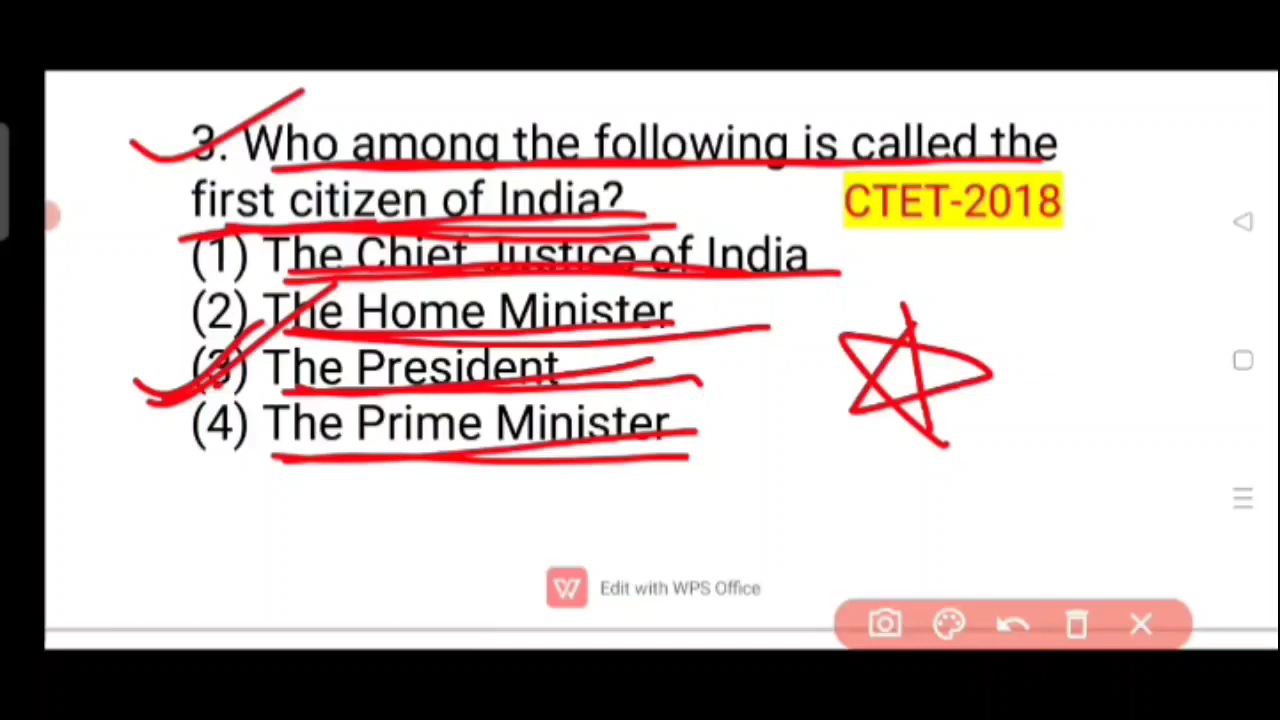 3. Who among the following is called the
first citizen of India?
CTET-2018
(1) The Chief Justice of India
(2) The Home Minister
(3) The President
(4) The Prime Minister
Edit with WPS Office